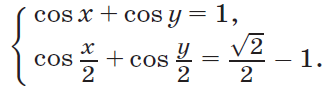 cos x + cos y = 1,
cos x/2 + cos y/2 = √2/2 − 1.